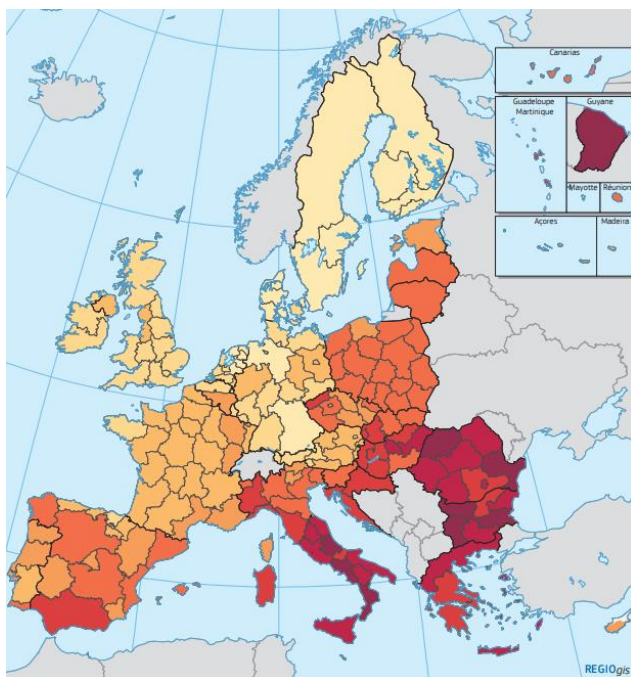 Canarias
Guadeloupe
Martinique
Guyane
Mayotte
Réunion
Açores
Madeira
REGIOgis